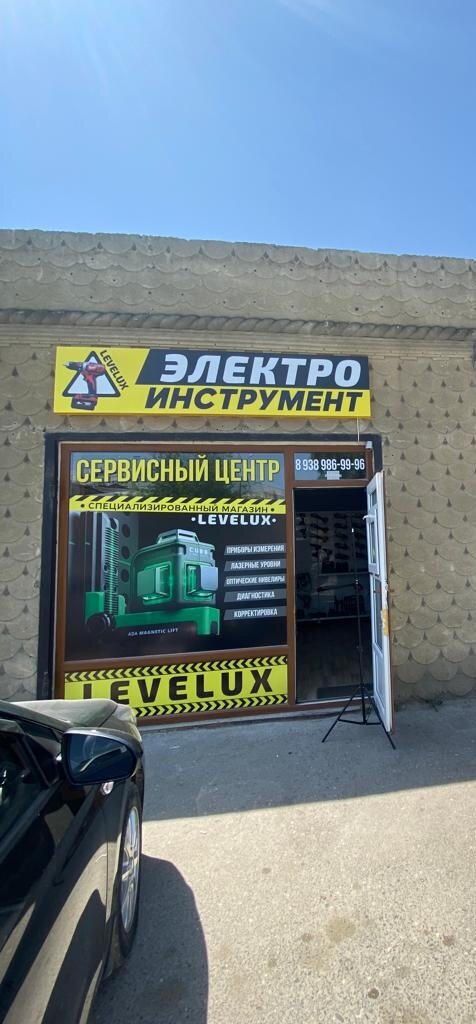 LEVELUX
ЭЛЕКТРО
ИНСТРУМЕНТ
СЕРВИСНЫЙ ЦЕНТР
8 938 986-99-96
• СПЕЦИАЛИЗИРОВАННЫЙ МАГАЗИН •
•LEVELUX•
CUBE
ПРИБОРЫ ИЗМЕРЕНИЯ
ЛАЗЕРНЫЕ УРОВНИ
ОПТИЧЕСКИЕ НИВЕЛИРЫ
ДИАГНОСТИКА
КОРРЕКТИРОВКА
ADA MAGNETIC LIFT
LEVELUX